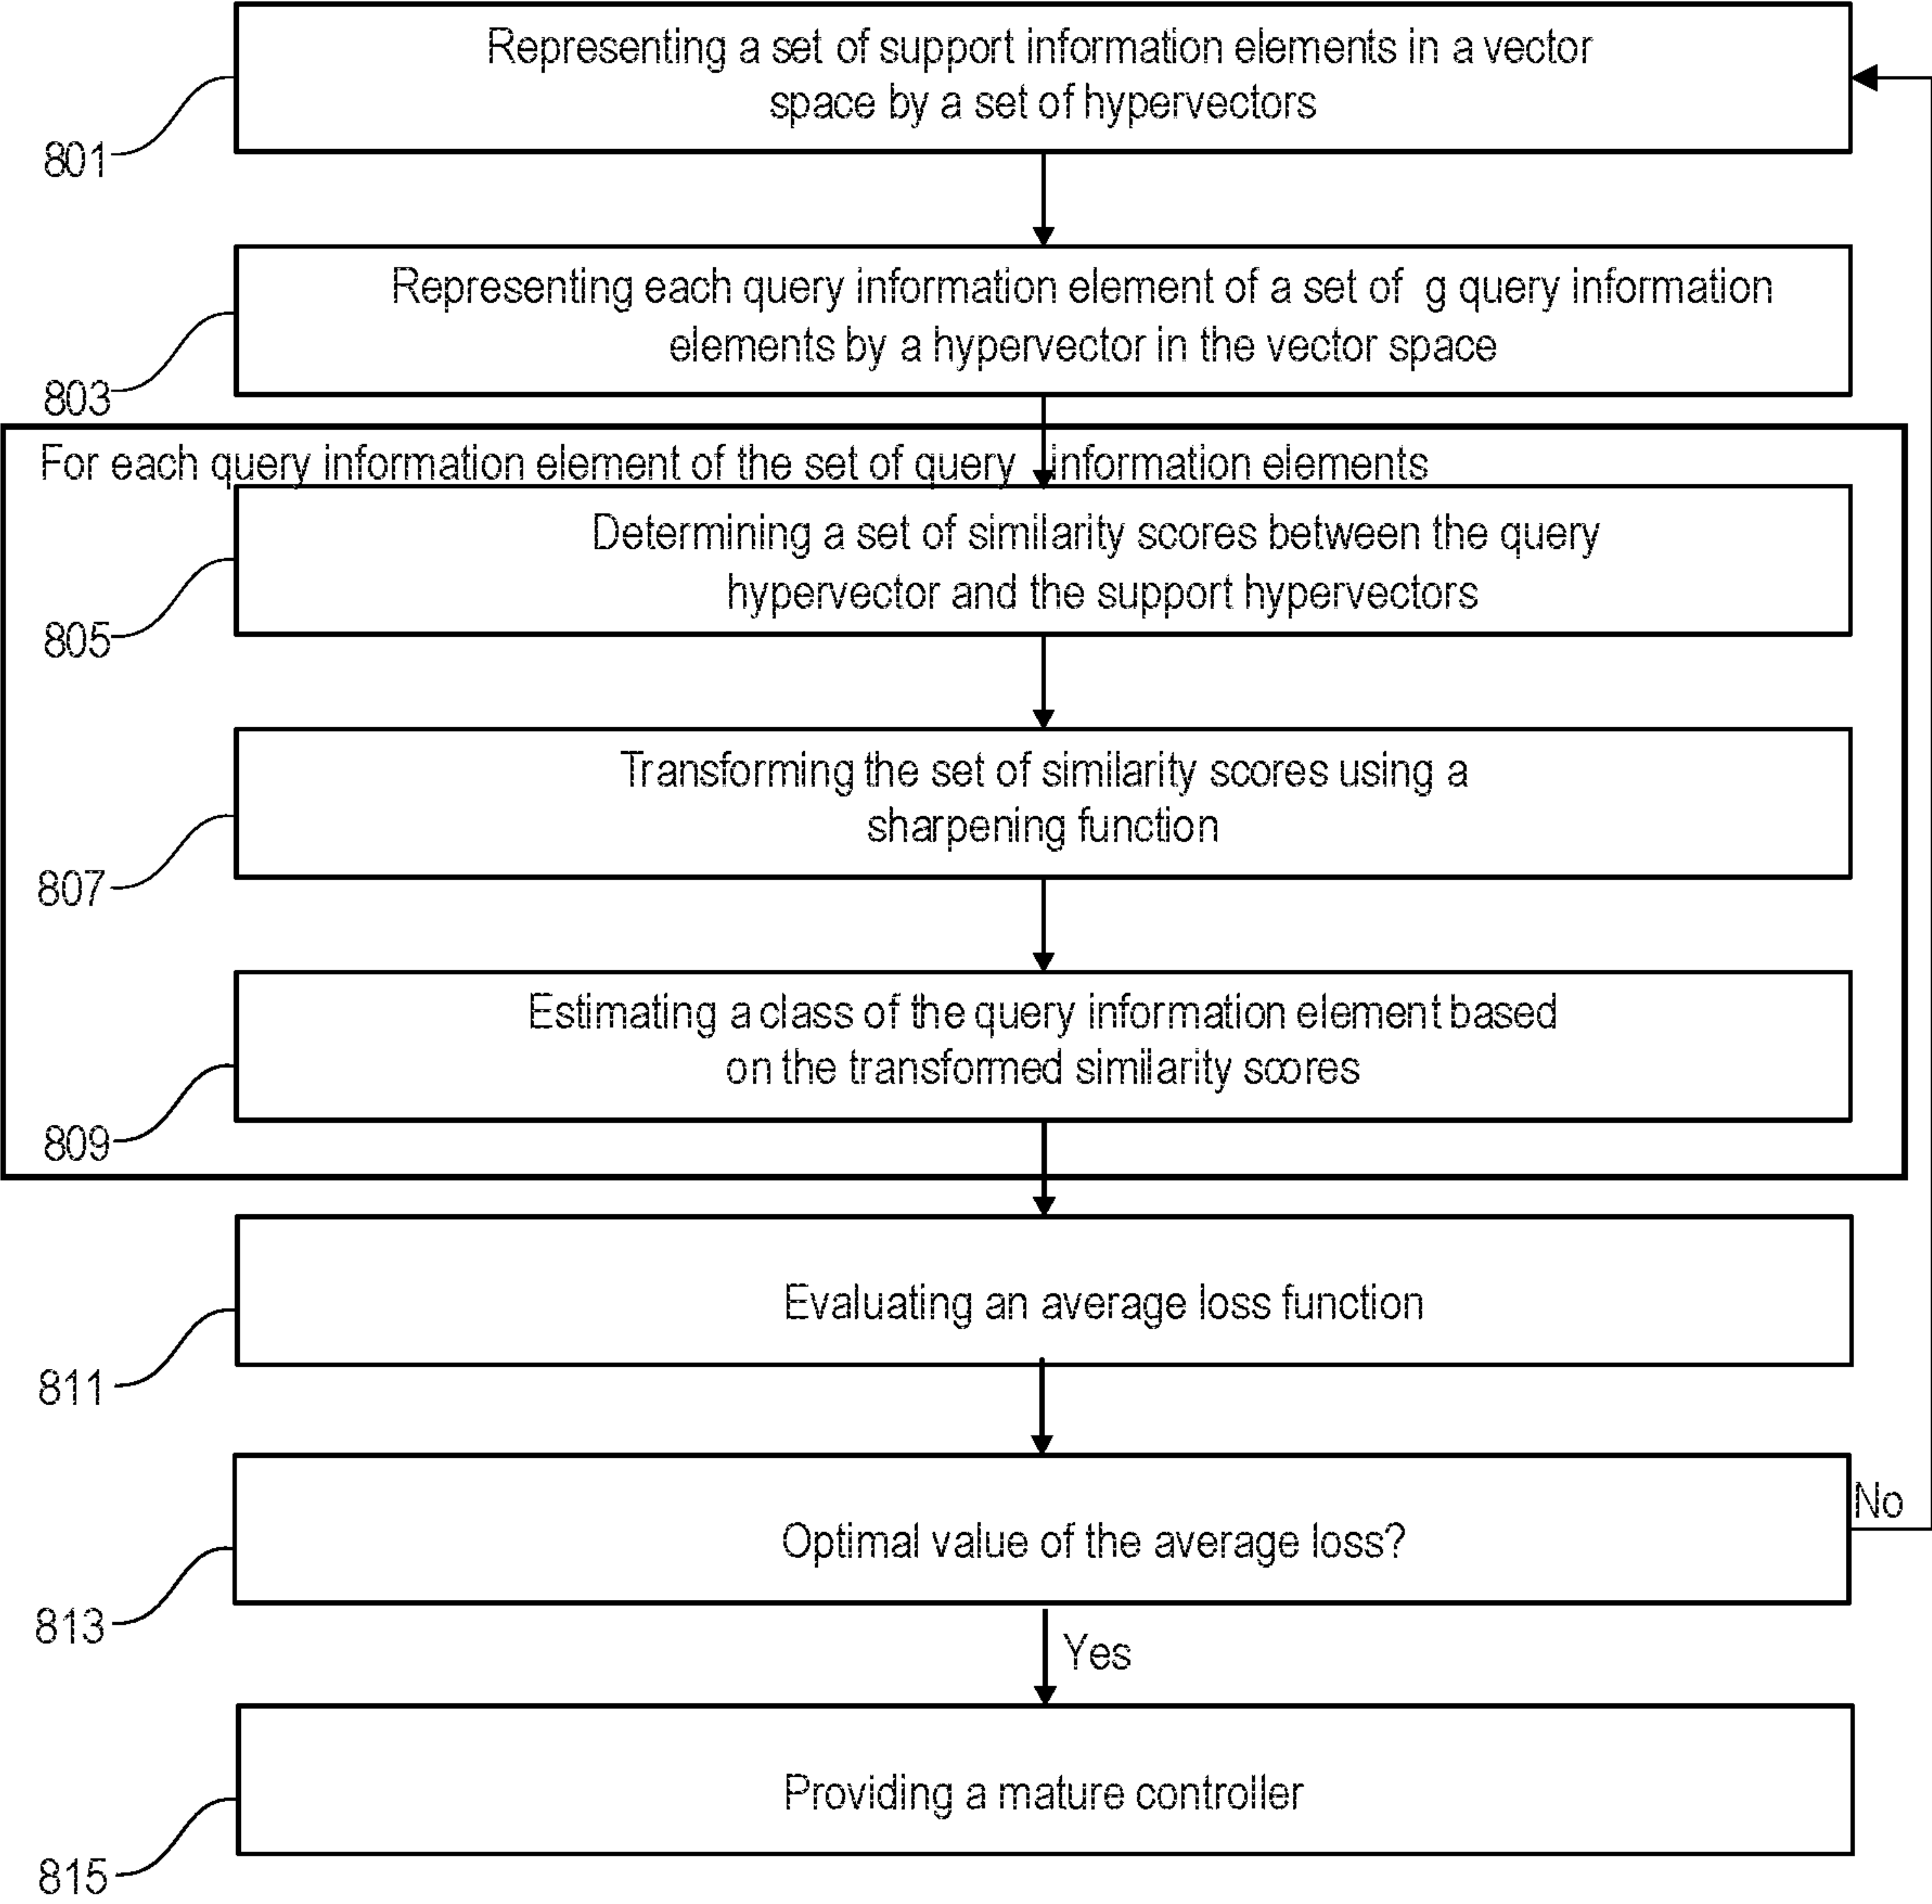 Representing a set of support information elements in a vector
space by a set of hypervectors
801
Representing each query information element of a set of g query information
elements by a hypervector in the vector space
803
For each query information element of the set of query information elements
Determining a set of similarity scores between the query
hypervector and the support hypervectors
805
Transforming the set of similarity scores using a
sharpening function
807
Estimating a class of the query information element based
on the transformed similarity scores
809
Evaluating an average loss function
811
No
Optimal value of the average loss?
813
Yes
Providing a mature controller
815